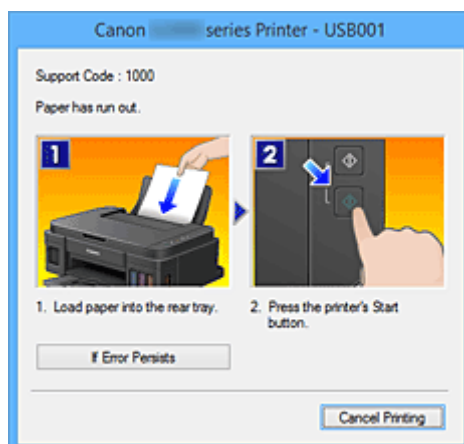 Canon series Printer - USB001
Support Code : 1000
Paper has run out.
1
2
1. Load paper into the rear tray.
2. Press the printer's Start
button.
If Error Persists
Cancel Printing